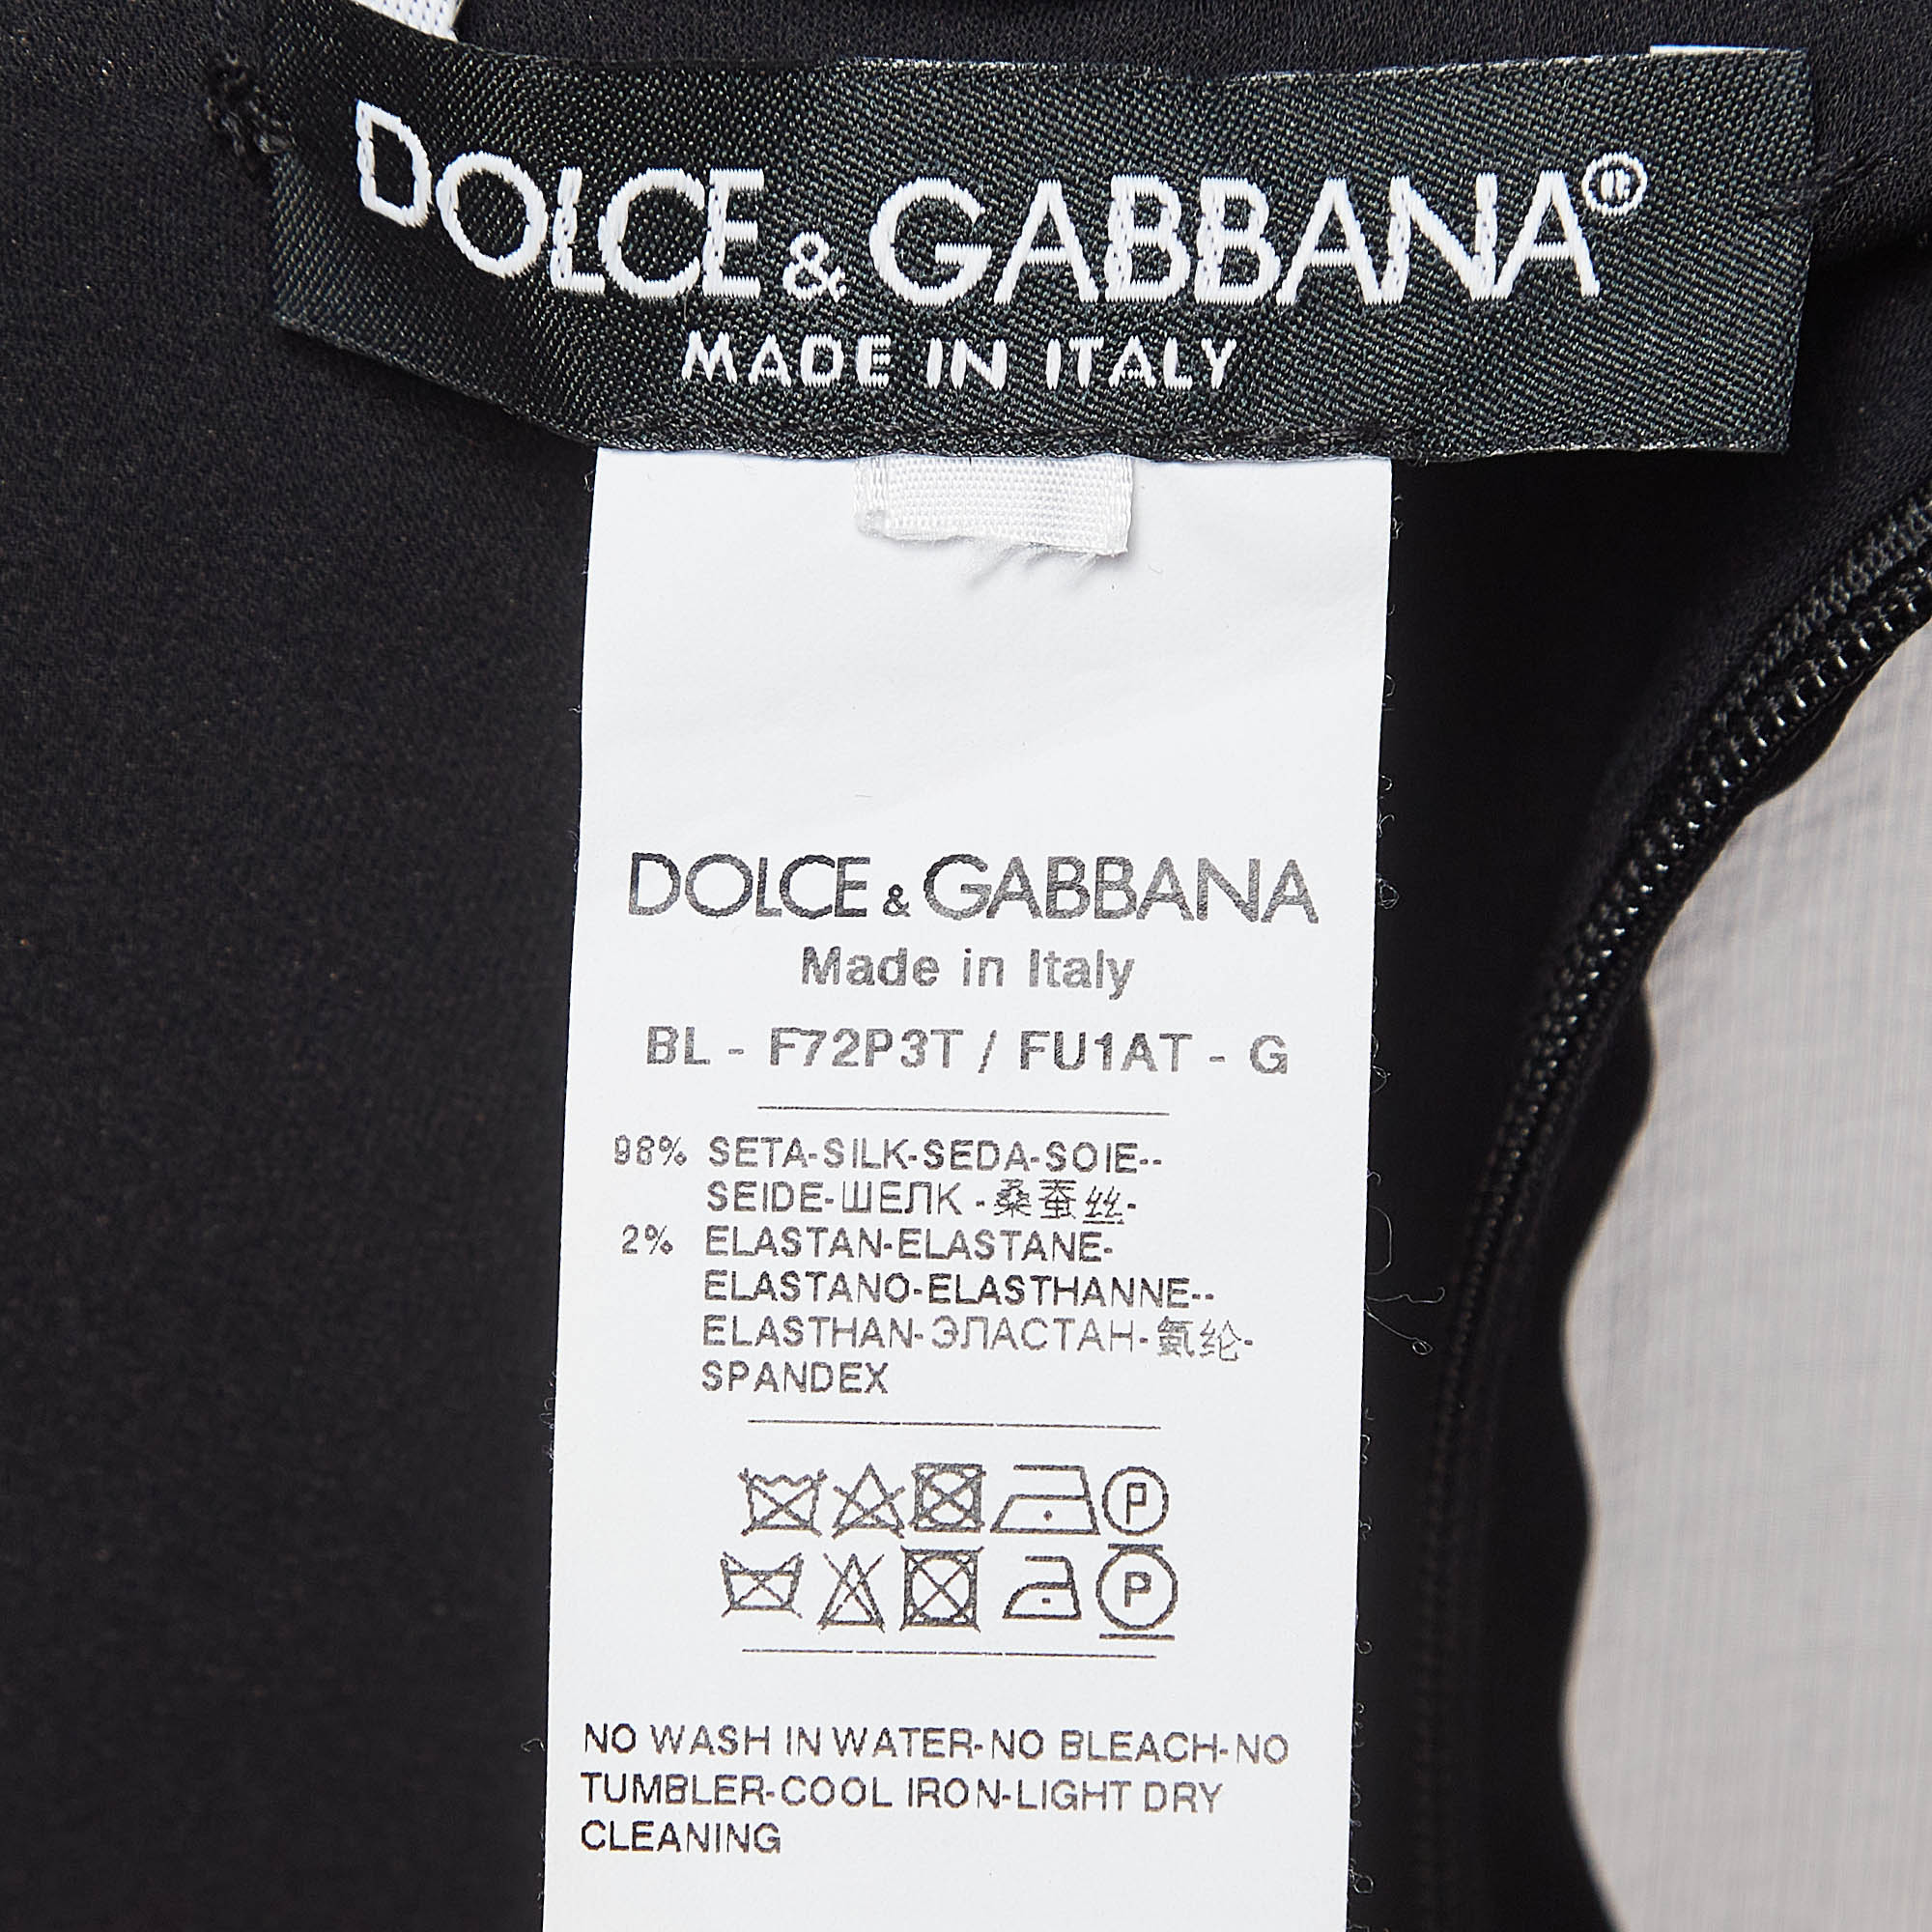 DOLCE & GABBANA®
MADE IN ITALY
DOLCE & GABBANA
Made in Italy
BL - F72P3T / FU1AT - G
98% SETA-SILK-SEDA-SOIE--
SEIDE-ШЕЛК -桑蚕丝-
2% ELASTAN-ELASTANE-
ELASTANO-ELASTHANNE--
ELASTHAN-ЭЛАСТАН-氨纶-
SPANDEX
P
P
NO WASH IN WATER-NO BLEACH-NO
TUMBLER-COOL IRON-LIGHT DRY
CLEANING